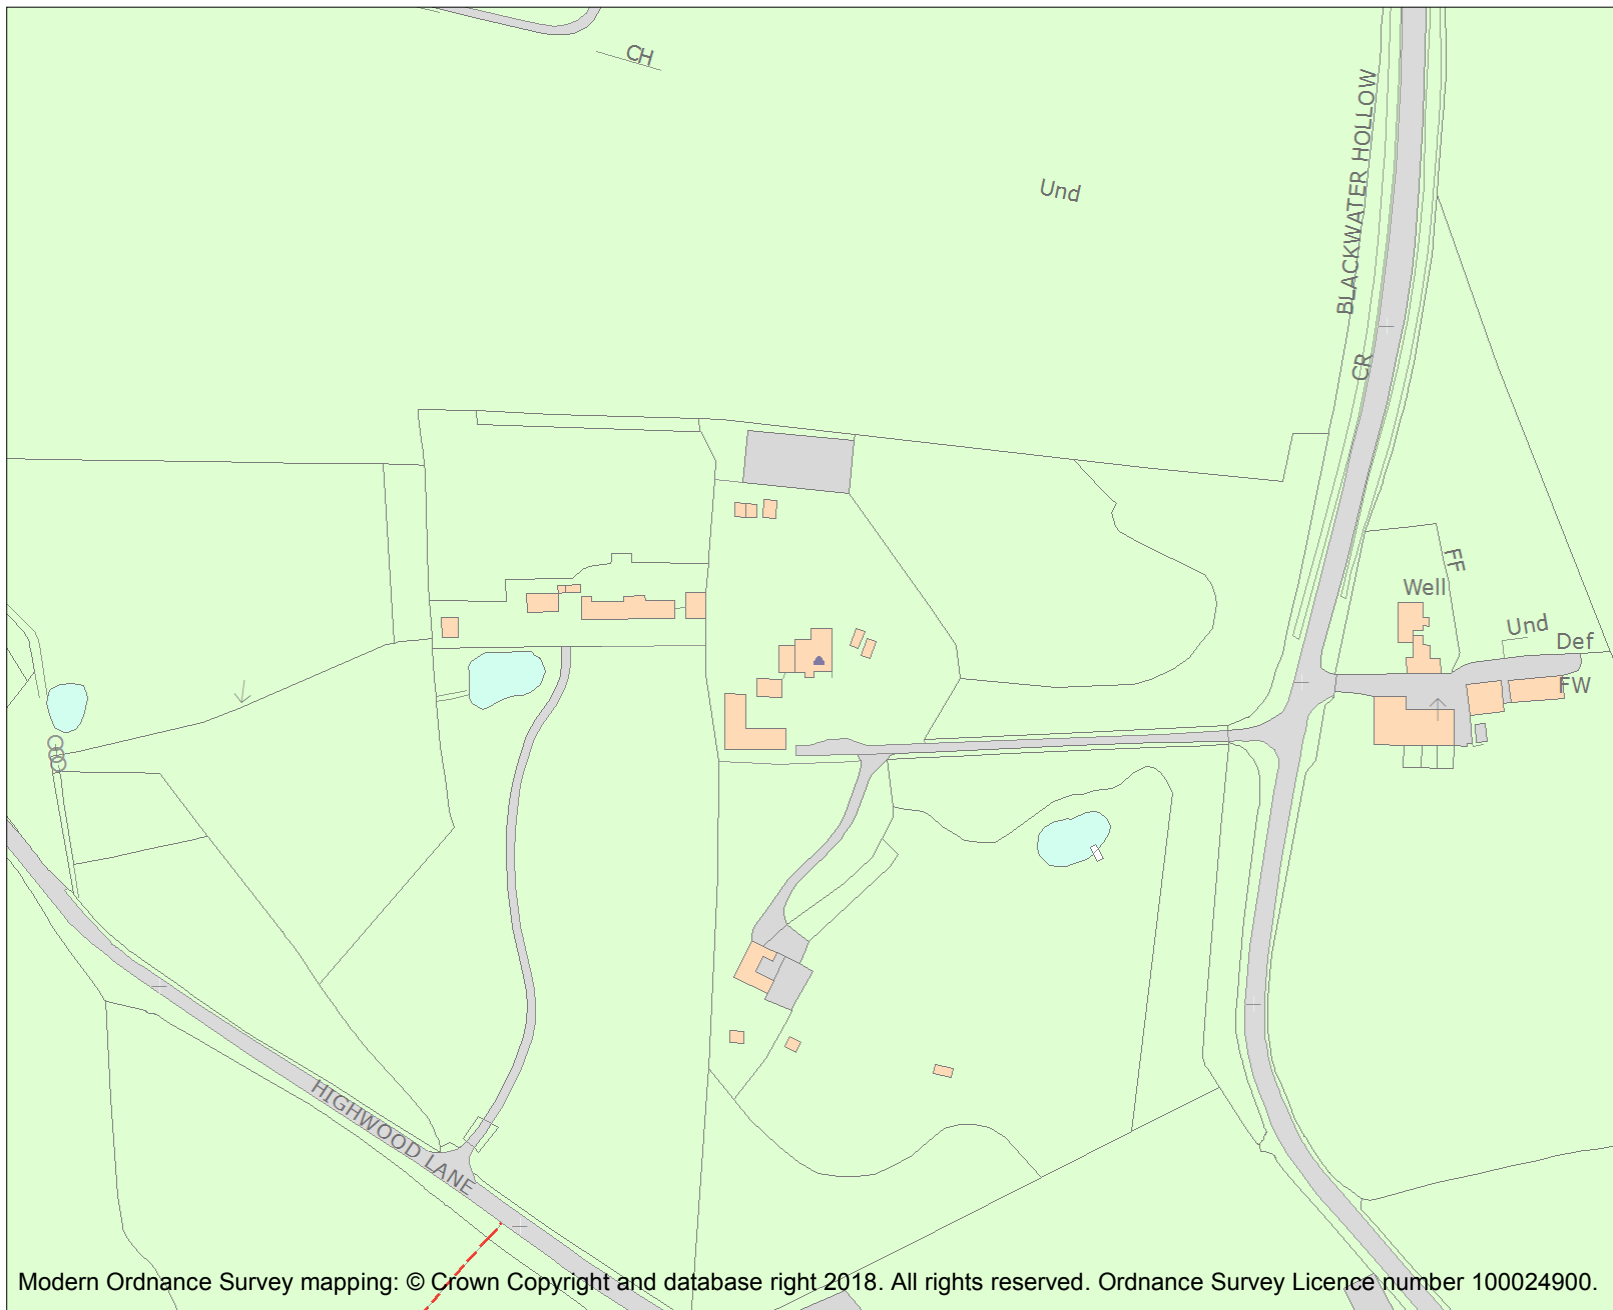 CH
BLACKWATER HOLLOW
Und
CR
FF
Well
Und
Def
FW
HIGHWOOD LANE
Modern Ordnance Survey mapping: © Crown Copyright and database right 2018. All rights reserved. Ordnance Survey Licence number 100024900.